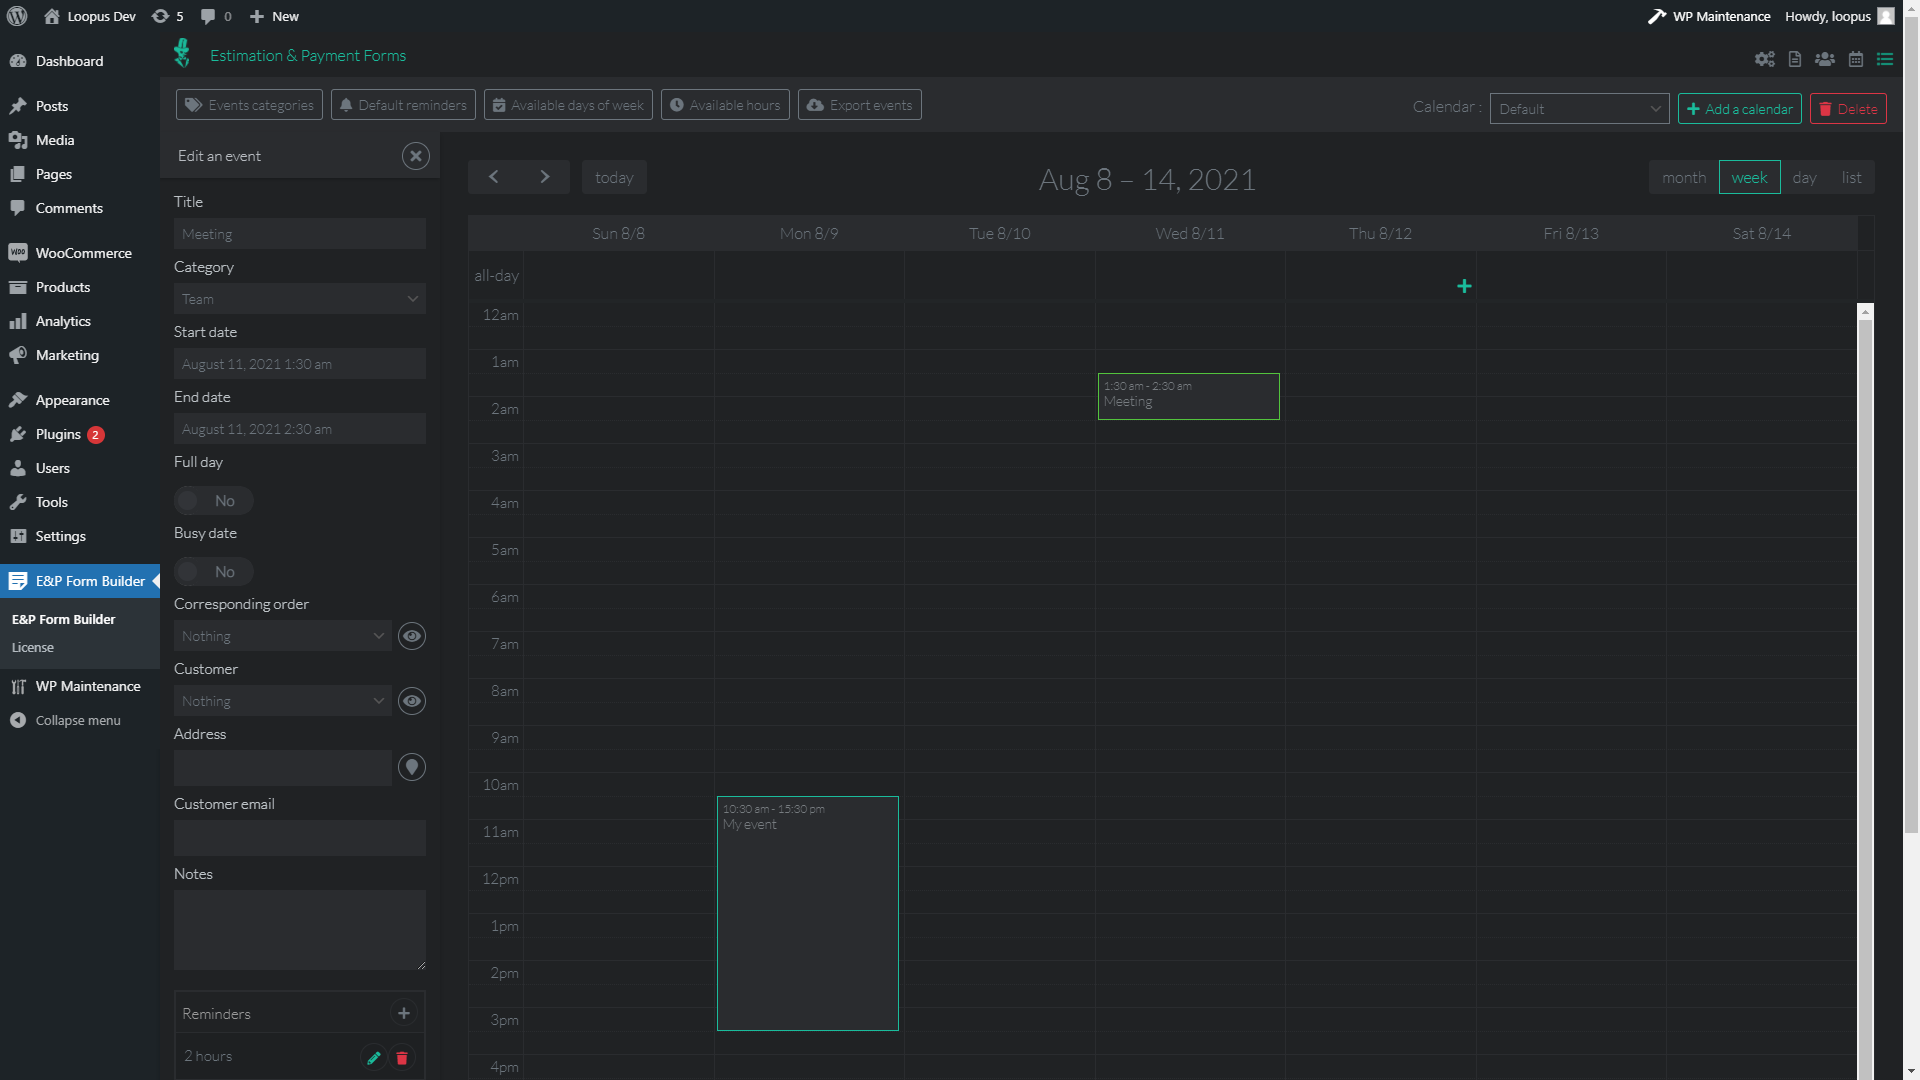 Loopus Dev
5
0
New
WP Maintenance
Howdy, loopus
Dashboard
Posts
Media
Pages
Comments
WooCommerce
Products
Analytics
Marketing
Appearance
Plugins 2
Users
Tools
Settings
E&P Form Builder
E&P Form Builder
License
WP Maintenance
Collapse menu
Estimation & Payment Forms
Events categories
Default reminders
Available days of week
Available hours
Export events
Calendar :
Default
Add a calendar
Delete
Edit an event
Title
Meeting
Category
Team
Start date
August 11, 2021 1:30 am
End date
August 11, 2021 2:30 am
Full day
No
Busy date
No
Corresponding order
Nothing
Customer
Nothing
Address
Customer email
Notes
Reminders
2 hours
today
Aug 8 – 14, 2021
month
week
day
list
Sun 8/8
Mon 8/9
Tue 8/10
Wed 8/11
Thu 8/12
Fri 8/13
Sat 8/14
all-day
12am
1am
1:30 am - 2:30 am
Meeting
2am
3am
4am
5am
6am
7am
8am
9am
10am
10:30 am - 15:30 pm
My event
11am
12pm
1pm
2pm
3pm
4pm